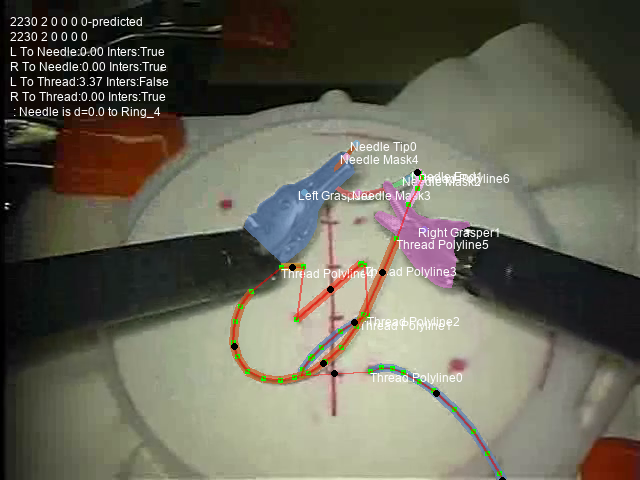 2230 2 0 0 0 0-predicted
2230 2 0 0 0 0
L To Needle:0.00 Inters:True
R To Needle:0.00 Inters:True
L To Thread:3.37 Inters:False
R To Thread:0.00 Inters:True
: Needle is d=0.0 to Ring_4
Needle Tip0
Needle Mask4
Needle Mask2
Left Grasp
Needle Mask3
Right Grasper1
Thread Polyline5
Thread Polyline4
Thread Polyline3
Thread Polyline2
Thread Polyline1
Thread Polyline0